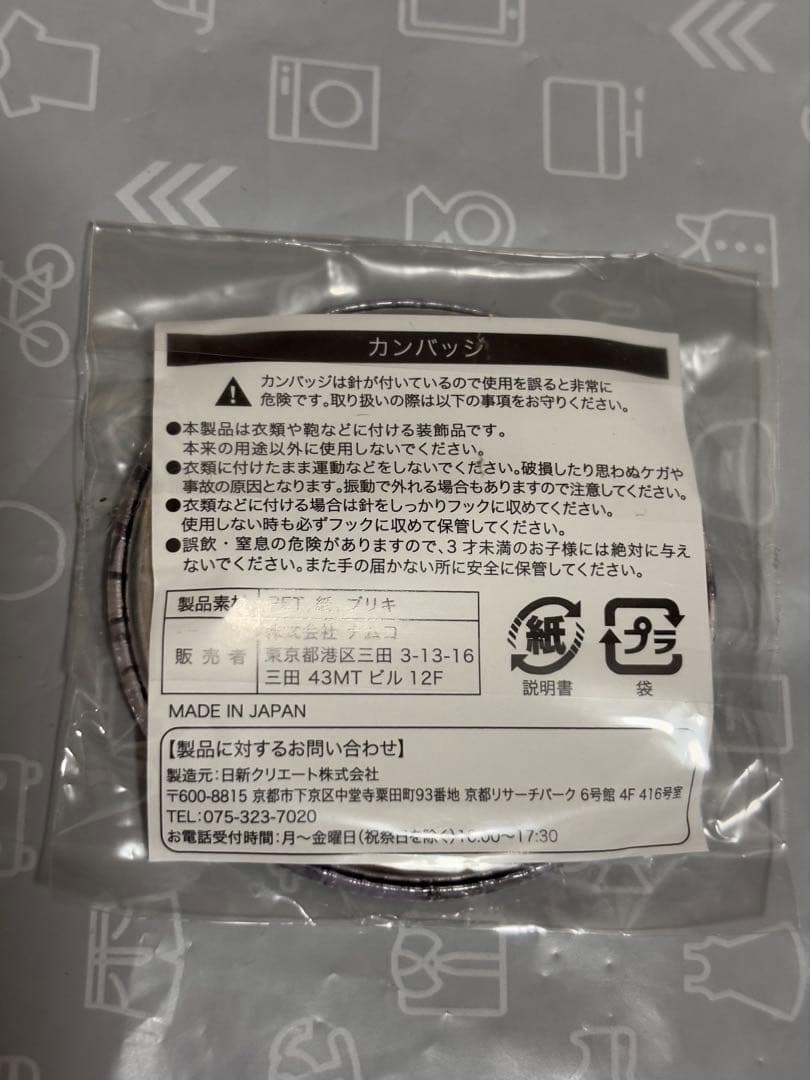 カンバッジ
カンバッジは針が付いているので使用を誤ると非常に
危険です。取り扱いの際は以下の事項をお守りください。
●本製品は衣類や鞄などに付ける装飾品です。
本来の用途以外に使用しないでください。
●衣類に付けたまま運動などをしないでください。破損したり思わぬケガや
事故の原因となります。振動で外れる場合もありますので注意してください。
●衣類などに付ける場合は針をしっかりフックに収めてください。
使用しない時も必ずフックに収めて保管してください。
●誤飲・窒息の危険がありますので、3才未満のお子様には絶対に与え
ないでください。また手の届かない所に安全に保管してください。
製品素材 PET 紙 ブリキ
販売者 株式会社 ナムコ
東京都港区三田 3-13-16
三田 43MT ビル 12F
紙
説明書
プラ
袋
MADE IN JAPAN
【製品に対するお問い合わせ】
製造元:日新クリエート株式会社
〒600-8815 京都市下京区中堂寺粟田町93番地 京都リサーチパーク 6号館 4F 416号室
TEL:075-323-7020
お電話受付時間:月〜金曜日(祝祭日を除く)10:00〜17:30